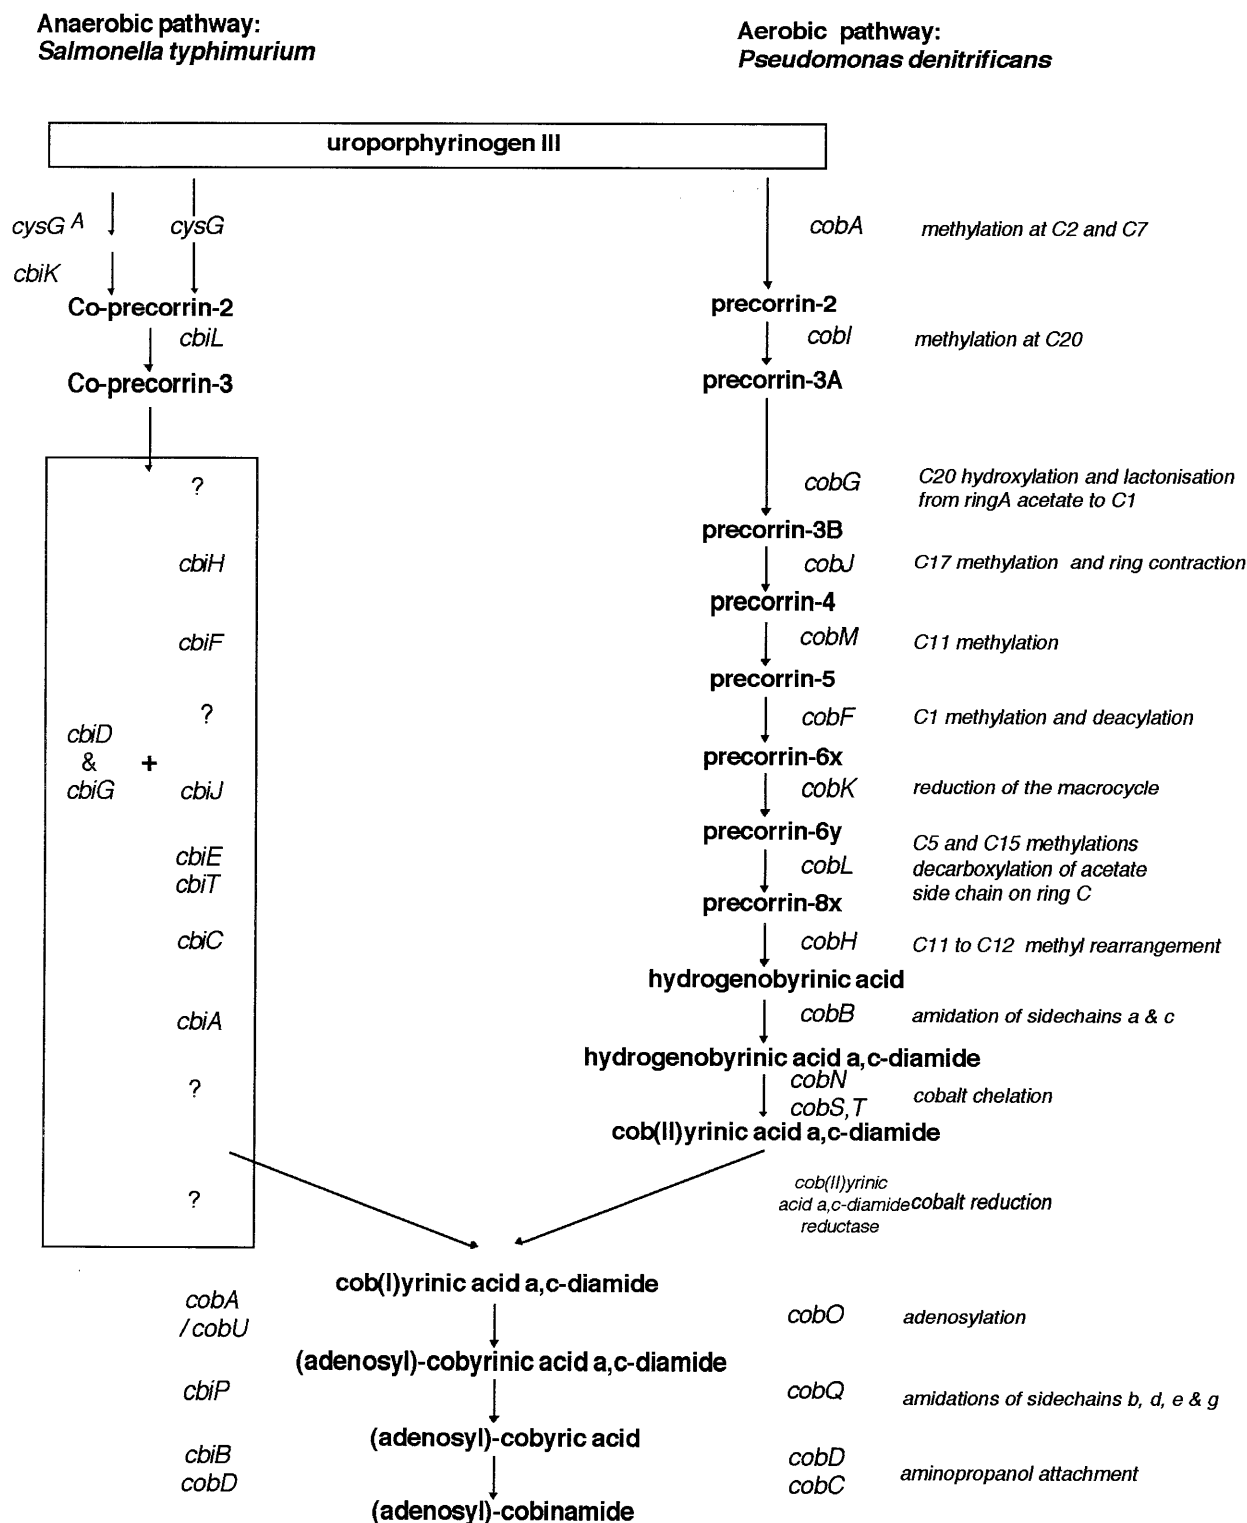 Anaerobic pathway:
Salmonella typhimurium
Aerobic pathway:
Pseudomonas denitrificans
uroporphyrinogen III
cysG A
cysG
cbiK
Co-precorrin-2
cbiL
Co-precorrin-3
?
cbiH
cbiF
?
cbiD
&
cbiG
+
cbiJ
cbiE
cbiT
cbiC
cbiA
?
?
cobA methylation at C2 and C7
precorrin-2
cobI methylation at C20
precorrin-3A
cobG C20 hydroxylation and lactonisation
from ringA acetate to C1
precorrin-3B
cobJ C17 methylation and ring contraction
precorrin-4
cobM C11 methylation
precorrin-5
cobF C1 methylation and deacylation
precorrin-6x
cobK reduction of the macrocycle
precorrin-6y
cobL C5 and C15 methylations
decarboxylation of acetate
side chain on ring C
precorrin-8x
cobH C11 to C12 methyl rearrangement
hydrogenobyrinic acid
cobB amidation of sidechains a & c
hydrogenobyrinic acid a,c-diamide
cobN
cobS,T cobalt chelation
cob(II)yrinic acid a,c-diamide
cob(II)yrinic
acid a,c-diamide cobalt reduction
reductase
cob(I)yrinic acid a,c-diamide
cobA
/cobU
cobO adenosylation
(adenosyl)-cobyrinic acid a,c-diamide
cbiP cobQ amidations of sidechains b, d, e & g
(adenosyl)-cobyric acid
cbiB
cobD
cobD
cobC
aminopropanol attachment
(adenosyl)-cobinamide